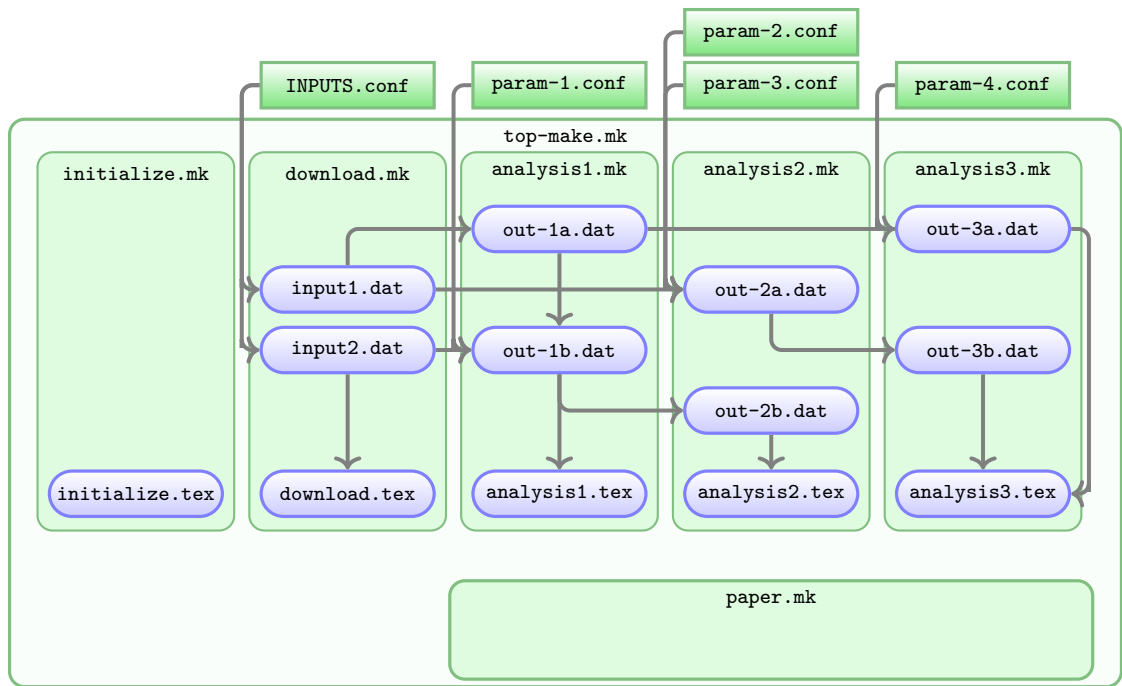 param-2.conf
INPUTS.conf
param-1.conf
param-3.conf
param-4.conf
top-make.mk
initialize.mk
download.mk
analysis1.mk
analysis2.mk
analysis3.mk
out-1a.dat
out-3a.dat
input1.dat
out-2a.dat
input2.dat
out-1b.dat
out-3b.dat
out-2b.dat
initialize.tex
download.tex
analysis1.tex
analysis2.tex
analysis3.tex
paper.mk